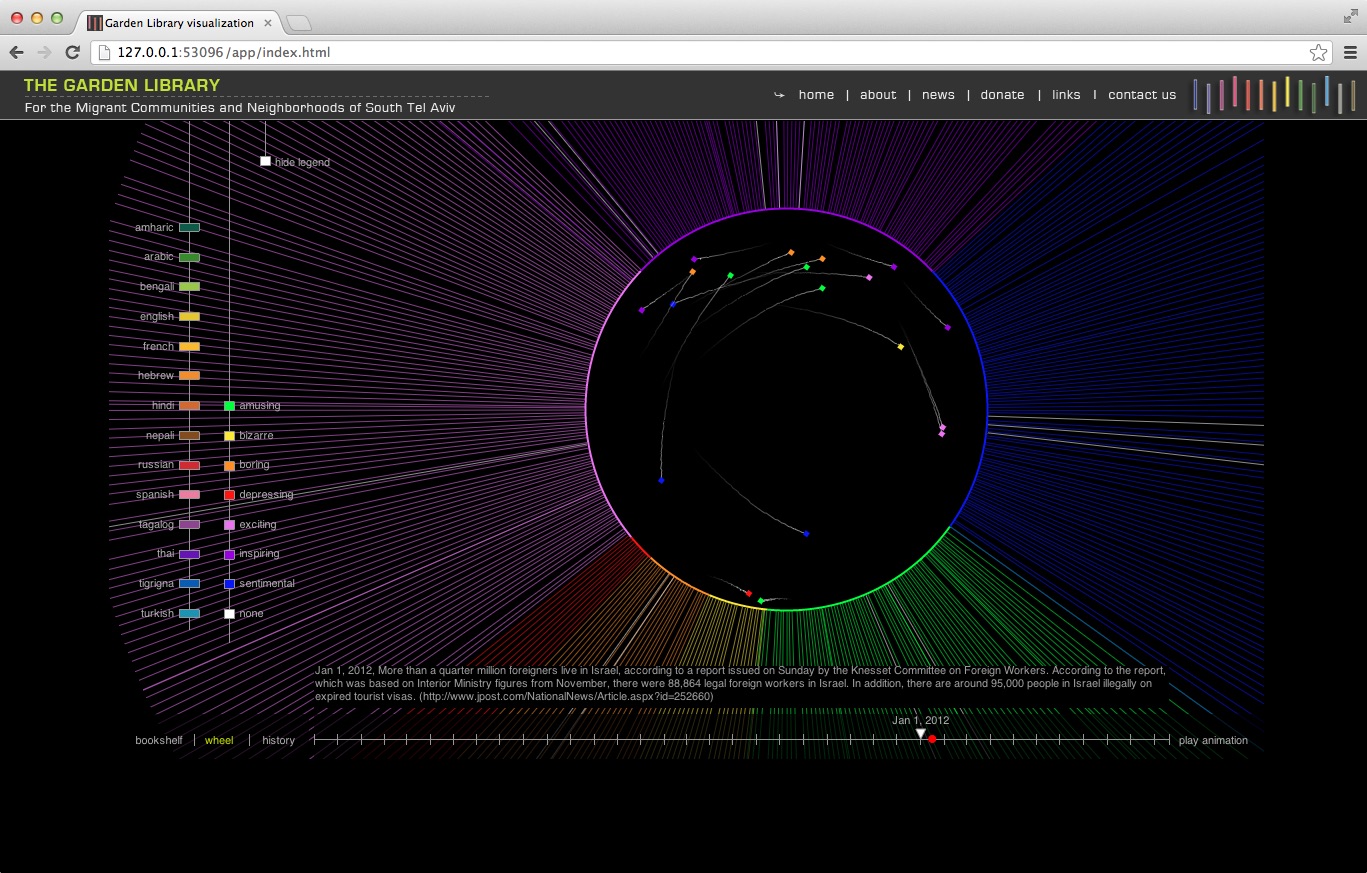 Garden Library visualization
127.0.0.1:53096/app/index.html
THE GARDEN LIBRARY
For the Migrant Communities and Neighborhoods of South Tel Aviv
home | about | news | donate | links | contact us
hide legend
amharic
arabic
bengali
english
french
hebrew
hindi
amusing
nepali
bizarre
russian
boring
spanish
depressing
tagalog
exciting
thai
inspiring
tigrigna
sentimental
turkish
none
Jan 1, 2012, More than a quarter million foreigners live in Israel, according to a report issued on Sunday by the Knesset Committee on Foreign Workers. According to the report,
which was based on Interior Ministry figures from November, there were 88,864 legal foreign workers in Israel. In addition, there are around 95,000 people in Israel illegally on
expired tourist visas. (http://www.jpost.com/NationalNews/Article.aspx?id=252660)
Jan 1, 2012
bookshelf | wheel | history
play animation